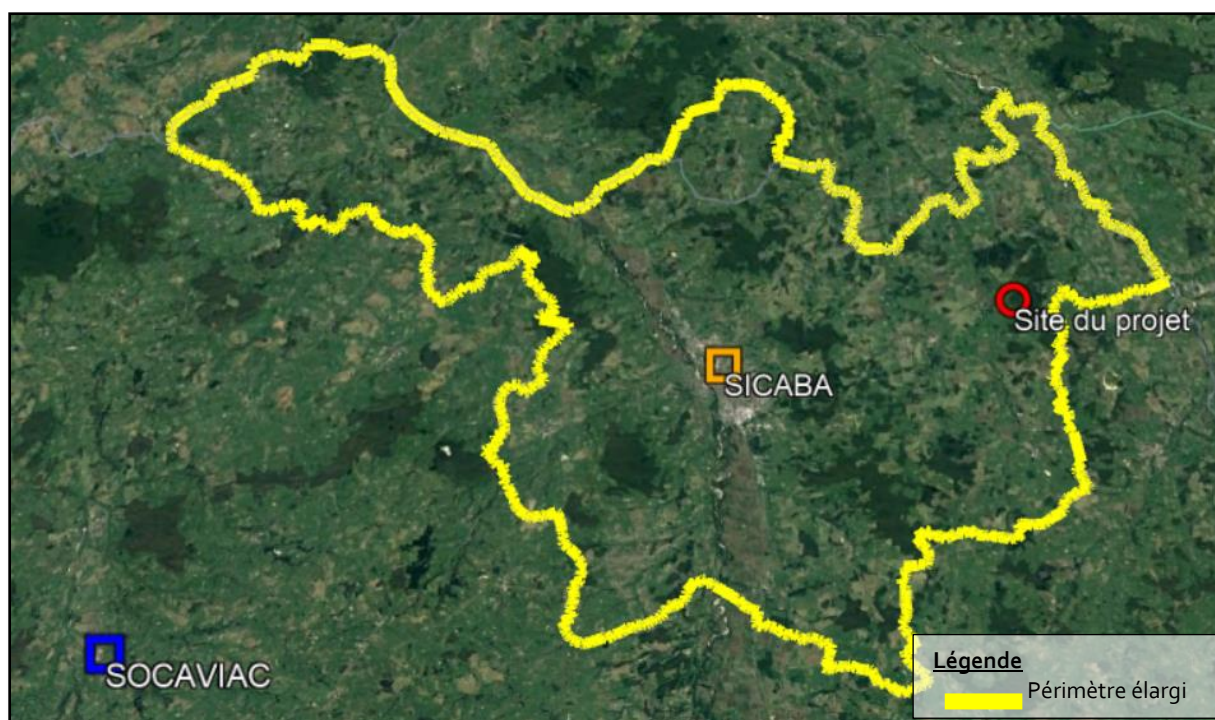 Site du projet
SICABA
SOCAVIAC
Légende
Périmètre élargi